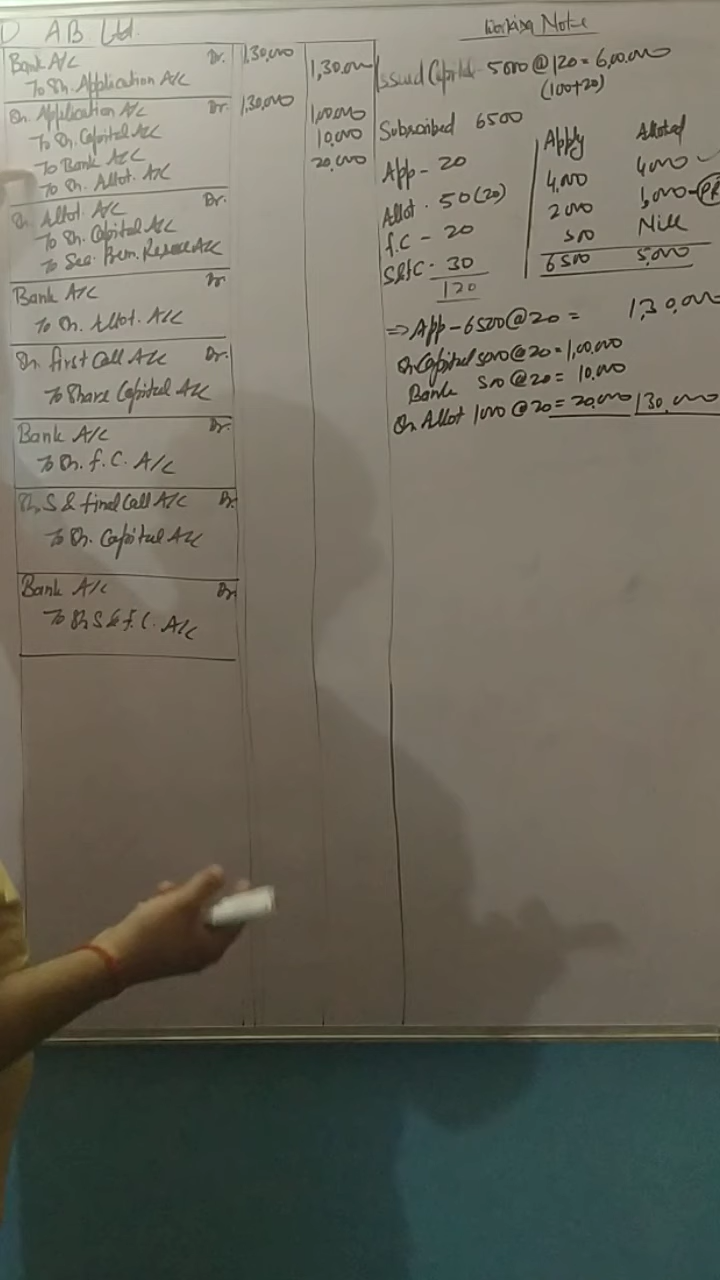 AB Ltd.
Bank A/c Dr. 1,30,000
To Sh. Application A/c 1,30,000
Sh. Application A/c Dr. 1,30,000
To Sh. Capital A/c 1,00,000
To Bank A/c 10,000
To Sh. Allot. A/c 20,000
Sh. Allot. A/c Dr.
To Sh. Capital A/c
To Sec. Prem. Reserve A/c
Bank A/c Dr.
To Sh. Allot. A/c
Sh. first Call A/c Dr.
To Share Capital A/c
Bank A/c Dr.
To Sh. f.C. A/c
Sh. S & final Call A/c Dr.
To Sh. Capital A/c
Bank A/c Dr.
To Sh S & f.C. A/c
Working Note
Issued Capital 5000 @ 120 = 6,00,000
(100+20)
Subscribed 6500
App - 20
Allot. 50 (20)
f.C - 20
S&fC - 30
120
Apply Alloted
4,000 4,000
2000 1,000 - PR
500 Nill
6500 5,000
=> App - 6500 @ 20 = 1,30,000
Sh Capital 5000 @ 20 = 1,00,000
Bank 500 @ 20 = 10,000
Sh Allot 1000 @ 20 = 20,000 130,000